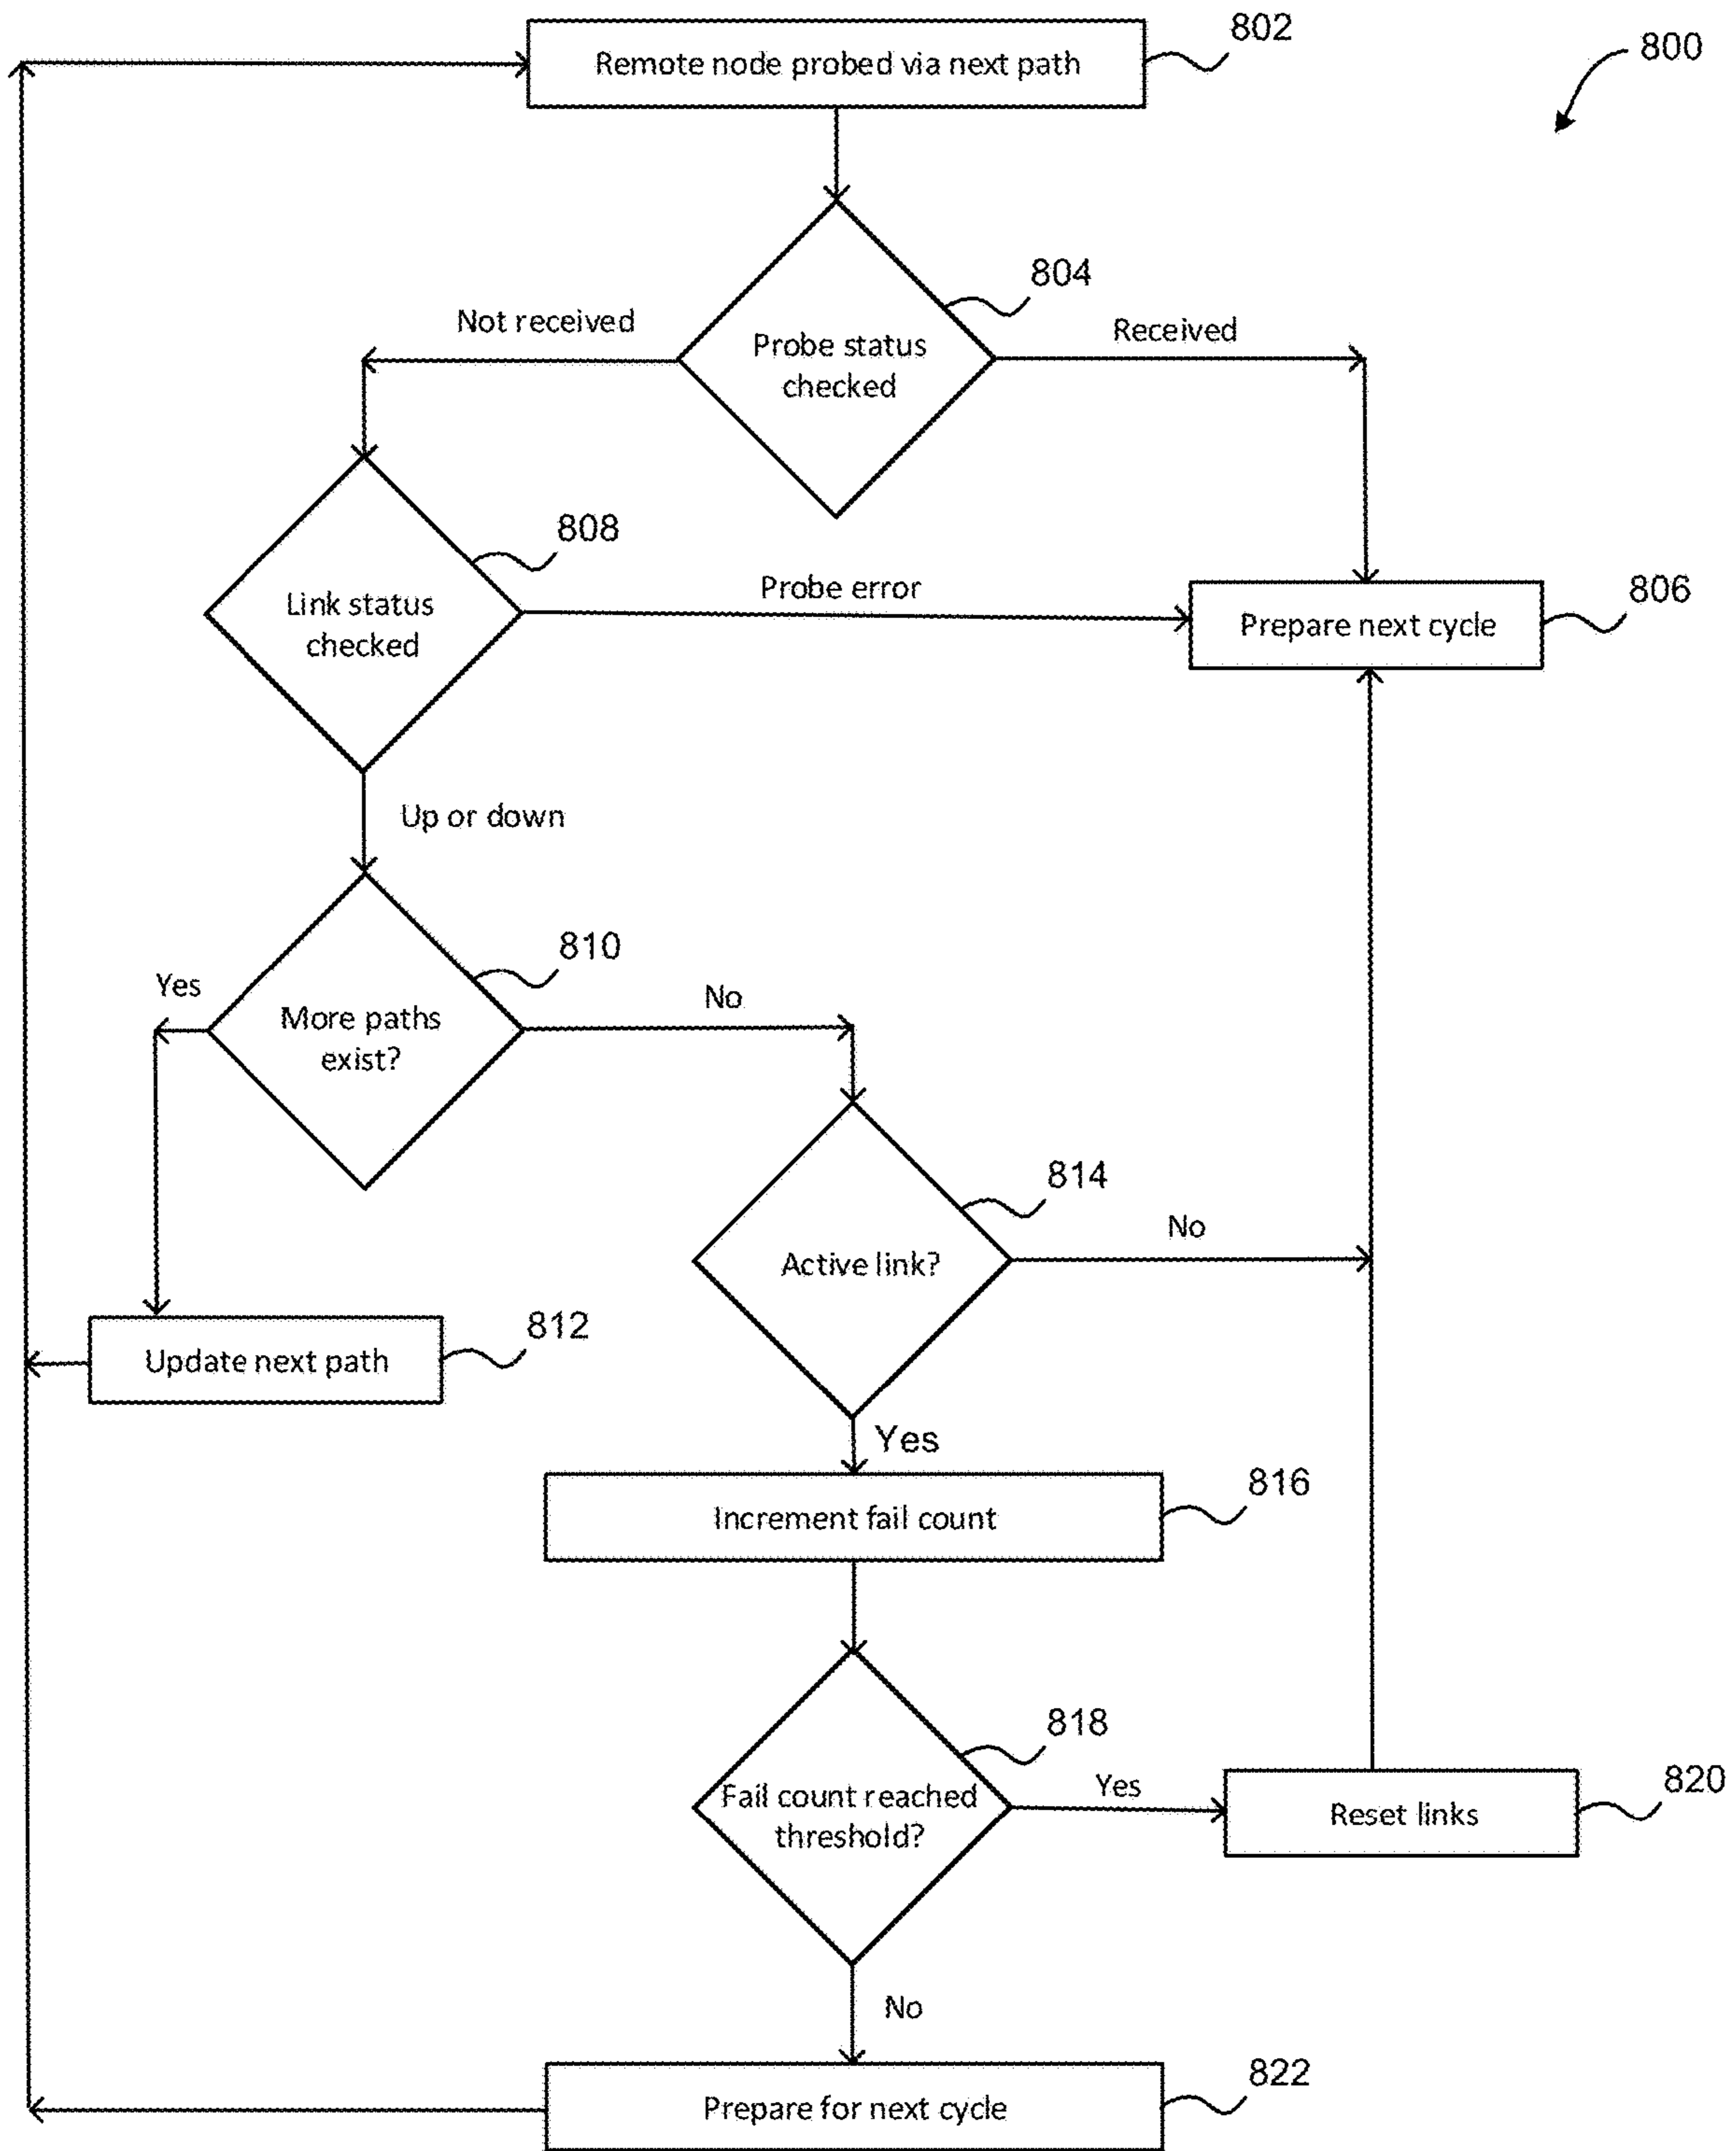 802
Remote node probed via next path
800
804
Not received
Received
Probe status
checked
808
Probe error
806
Link status
checked
Prepare next cycle
Up or down
810
Yes
No
More paths
exist?
814
No
Active link?
812
Update next path
Yes
816
Increment fail count
818
Yes
820
Fail count reached
threshold?
Reset links
No
822
Prepare for next cycle